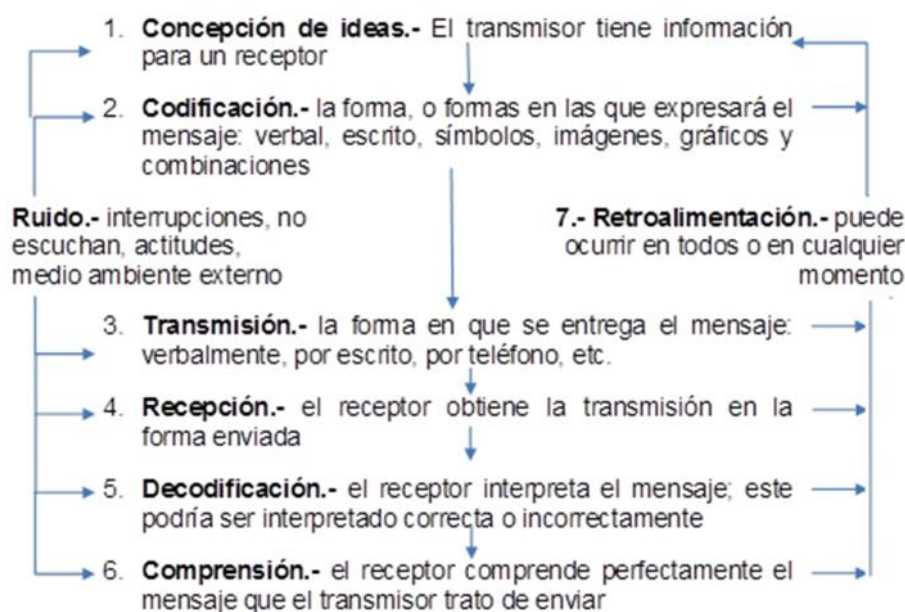 1. Concepción de ideas.- El transmisor tiene información
para un receptor
2. Codificación.- la forma, o formas en las que expresará el
mensaje: verbal, escrito, símbolos, imágenes, gráficos y
combinaciones
Ruido.- interrupciones, no
escuchan, actitudes,
medio ambiente externo
7.- Retroalimentación.- puede
ocurrir en todos o en cualquier
momento
3. Transmisión.- la forma en que se entrega el mensaje:
verbalmente, por escrito, por teléfono, etc.
4. Recepción.- el receptor obtiene la transmisión en la
forma enviada
5. Decodificación.- el receptor interpreta el mensaje; este
podría ser interpretado correcta o incorrectamente
6. Comprensión.- el receptor comprende perfectamente el
mensaje que el transmisor trato de enviar